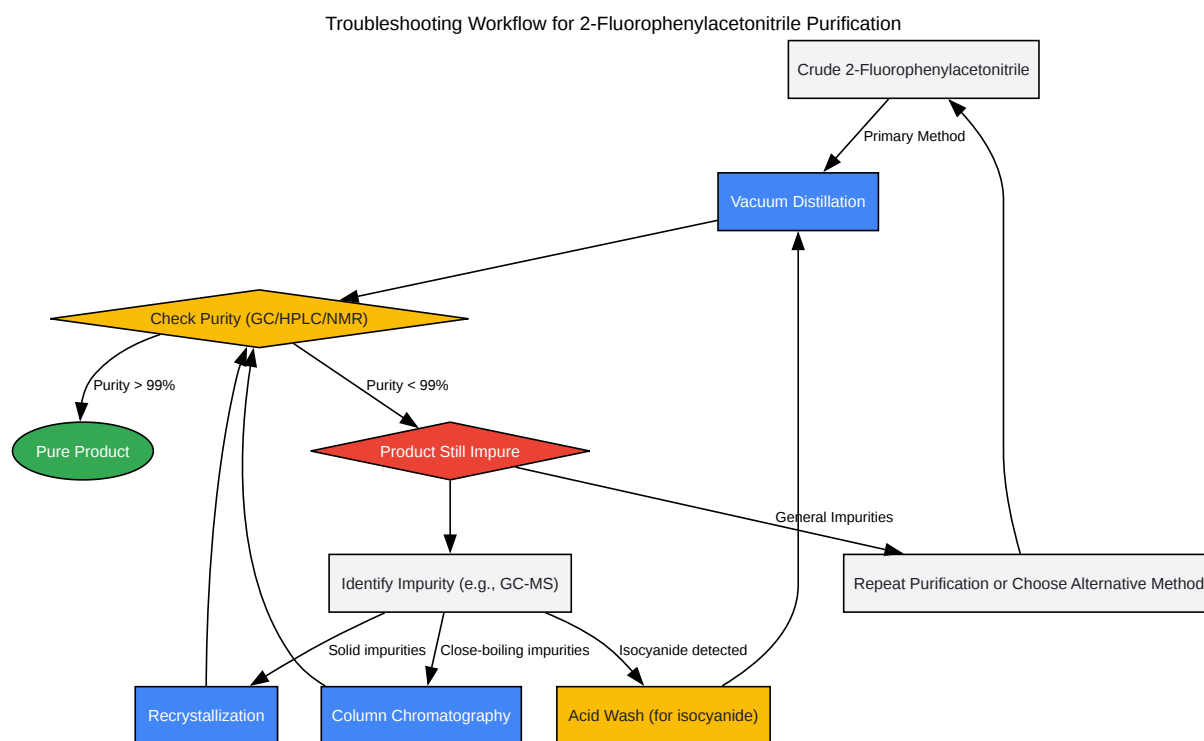 Troubleshooting Workflow for 2-Fluorophenylacetonitrile Purification
Crude 2-Fluorophenylacetonitrile
Primary Method
Vacuum Distillation
Check Purity (GC/HPLC/NMR)
Purity > 99%
Purity < 99%
Pure Product
Product Still Impure
General Impurities
Identify Impurity (e.g., GC-MS)
Repeat Purification or Choose Alternative Method
Solid impurities
Close-boiling impurities
Isocyanide detected
Recrystallization
Column Chromatography
Acid Wash (for isocyanide)